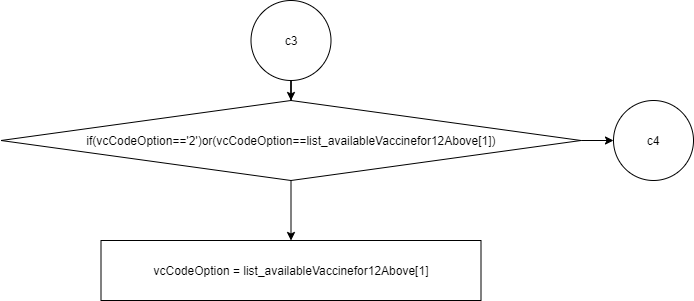 c3
if(vcCodeOption=='2')or(vcCodeOption==list_availableVaccinefor12Above[1])
c4
vcCodeOption = list_availableVaccinefor12Above[1]